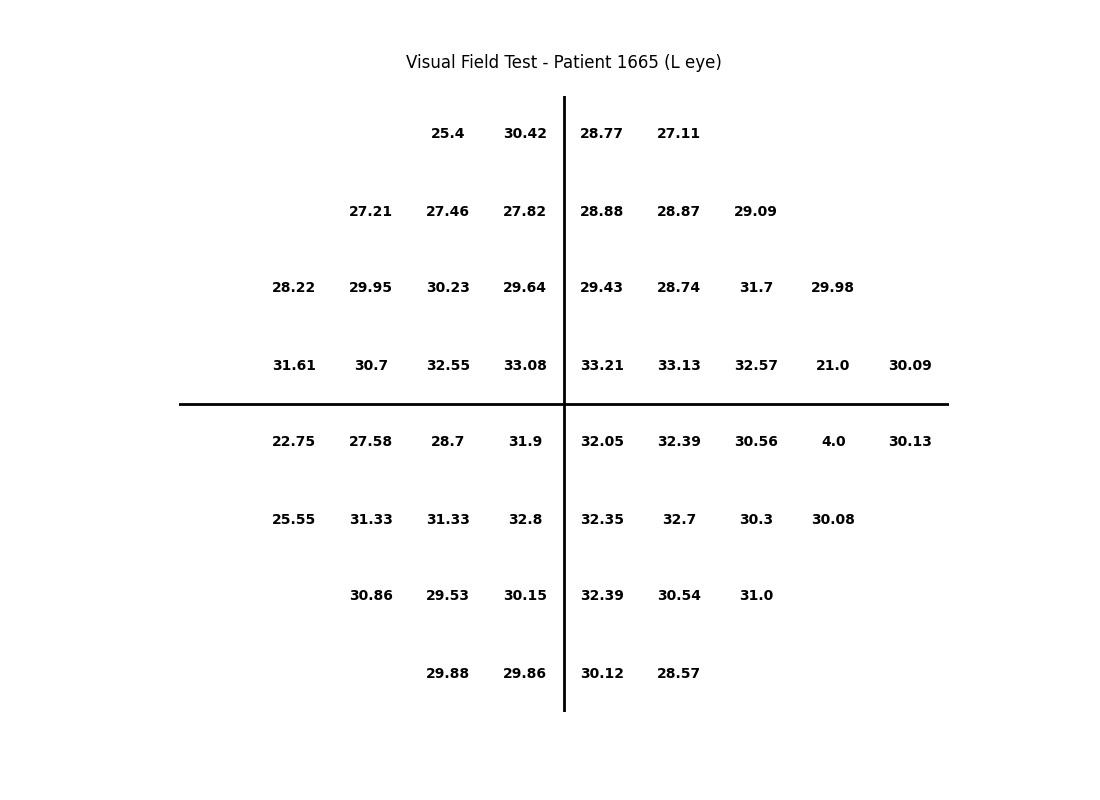 Visual Field Test - Patient 1665 (L eye)
25.4 30.42 28.77 27.11
27.21 27.46 27.82 28.88 28.87 29.09
28.22 29.95 30.23 29.64 29.43 28.74 31.7 29.98
31.61 30.7 32.55 33.08 33.21 33.13 32.57 21.0 30.09
22.75 27.58 28.7 31.9 32.05 32.39 30.56 4.0 30.13
25.55 31.33 31.33 32.8 32.35 32.7 30.3 30.08
30.86 29.53 30.15 32.39 30.54 31.0
29.88 29.86 30.12 28.57